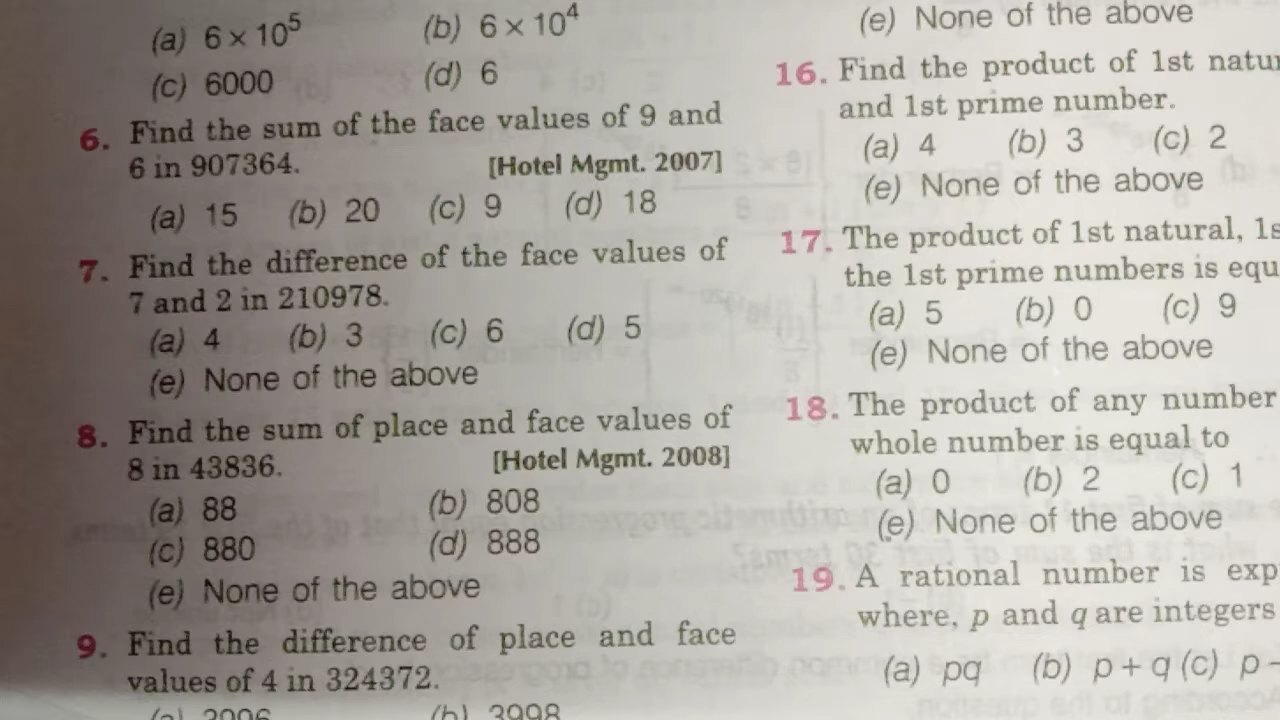 (a) 6 × 10⁵ (b) 6 × 10⁴
(c) 6000 (d) 6
6. Find the sum of the face values of 9 and
6 in 907364. [Hotel Mgmt. 2007]
(a) 15 (b) 20 (c) 9 (d) 18
7. Find the difference of the face values of
7 and 2 in 210978.
(a) 4 (b) 3 (c) 6 (d) 5
(e) None of the above
8. Find the sum of place and face values of
8 in 43836. [Hotel Mgmt. 2008]
(a) 88 (b) 808
(c) 880 (d) 888
(e) None of the above
9. Find the difference of place and face
values of 4 in 324372.
(b) 3998
(e) None of the above
16. Find the product of 1st natu
and 1st prime number.
(a) 4 (b) 3 (c) 2
(e) None of the above
17. The product of 1st natural, 1s
the 1st prime numbers is equ
(a) 5 (b) 0 (c) 9
(e) None of the above
18. The product of any number
whole number is equal to
(a) 0 (b) 2 (c) 1
(e) None of the above
19. A rational number is exp
where, p and q are integers
(a) pq (b) p + q (c) p -